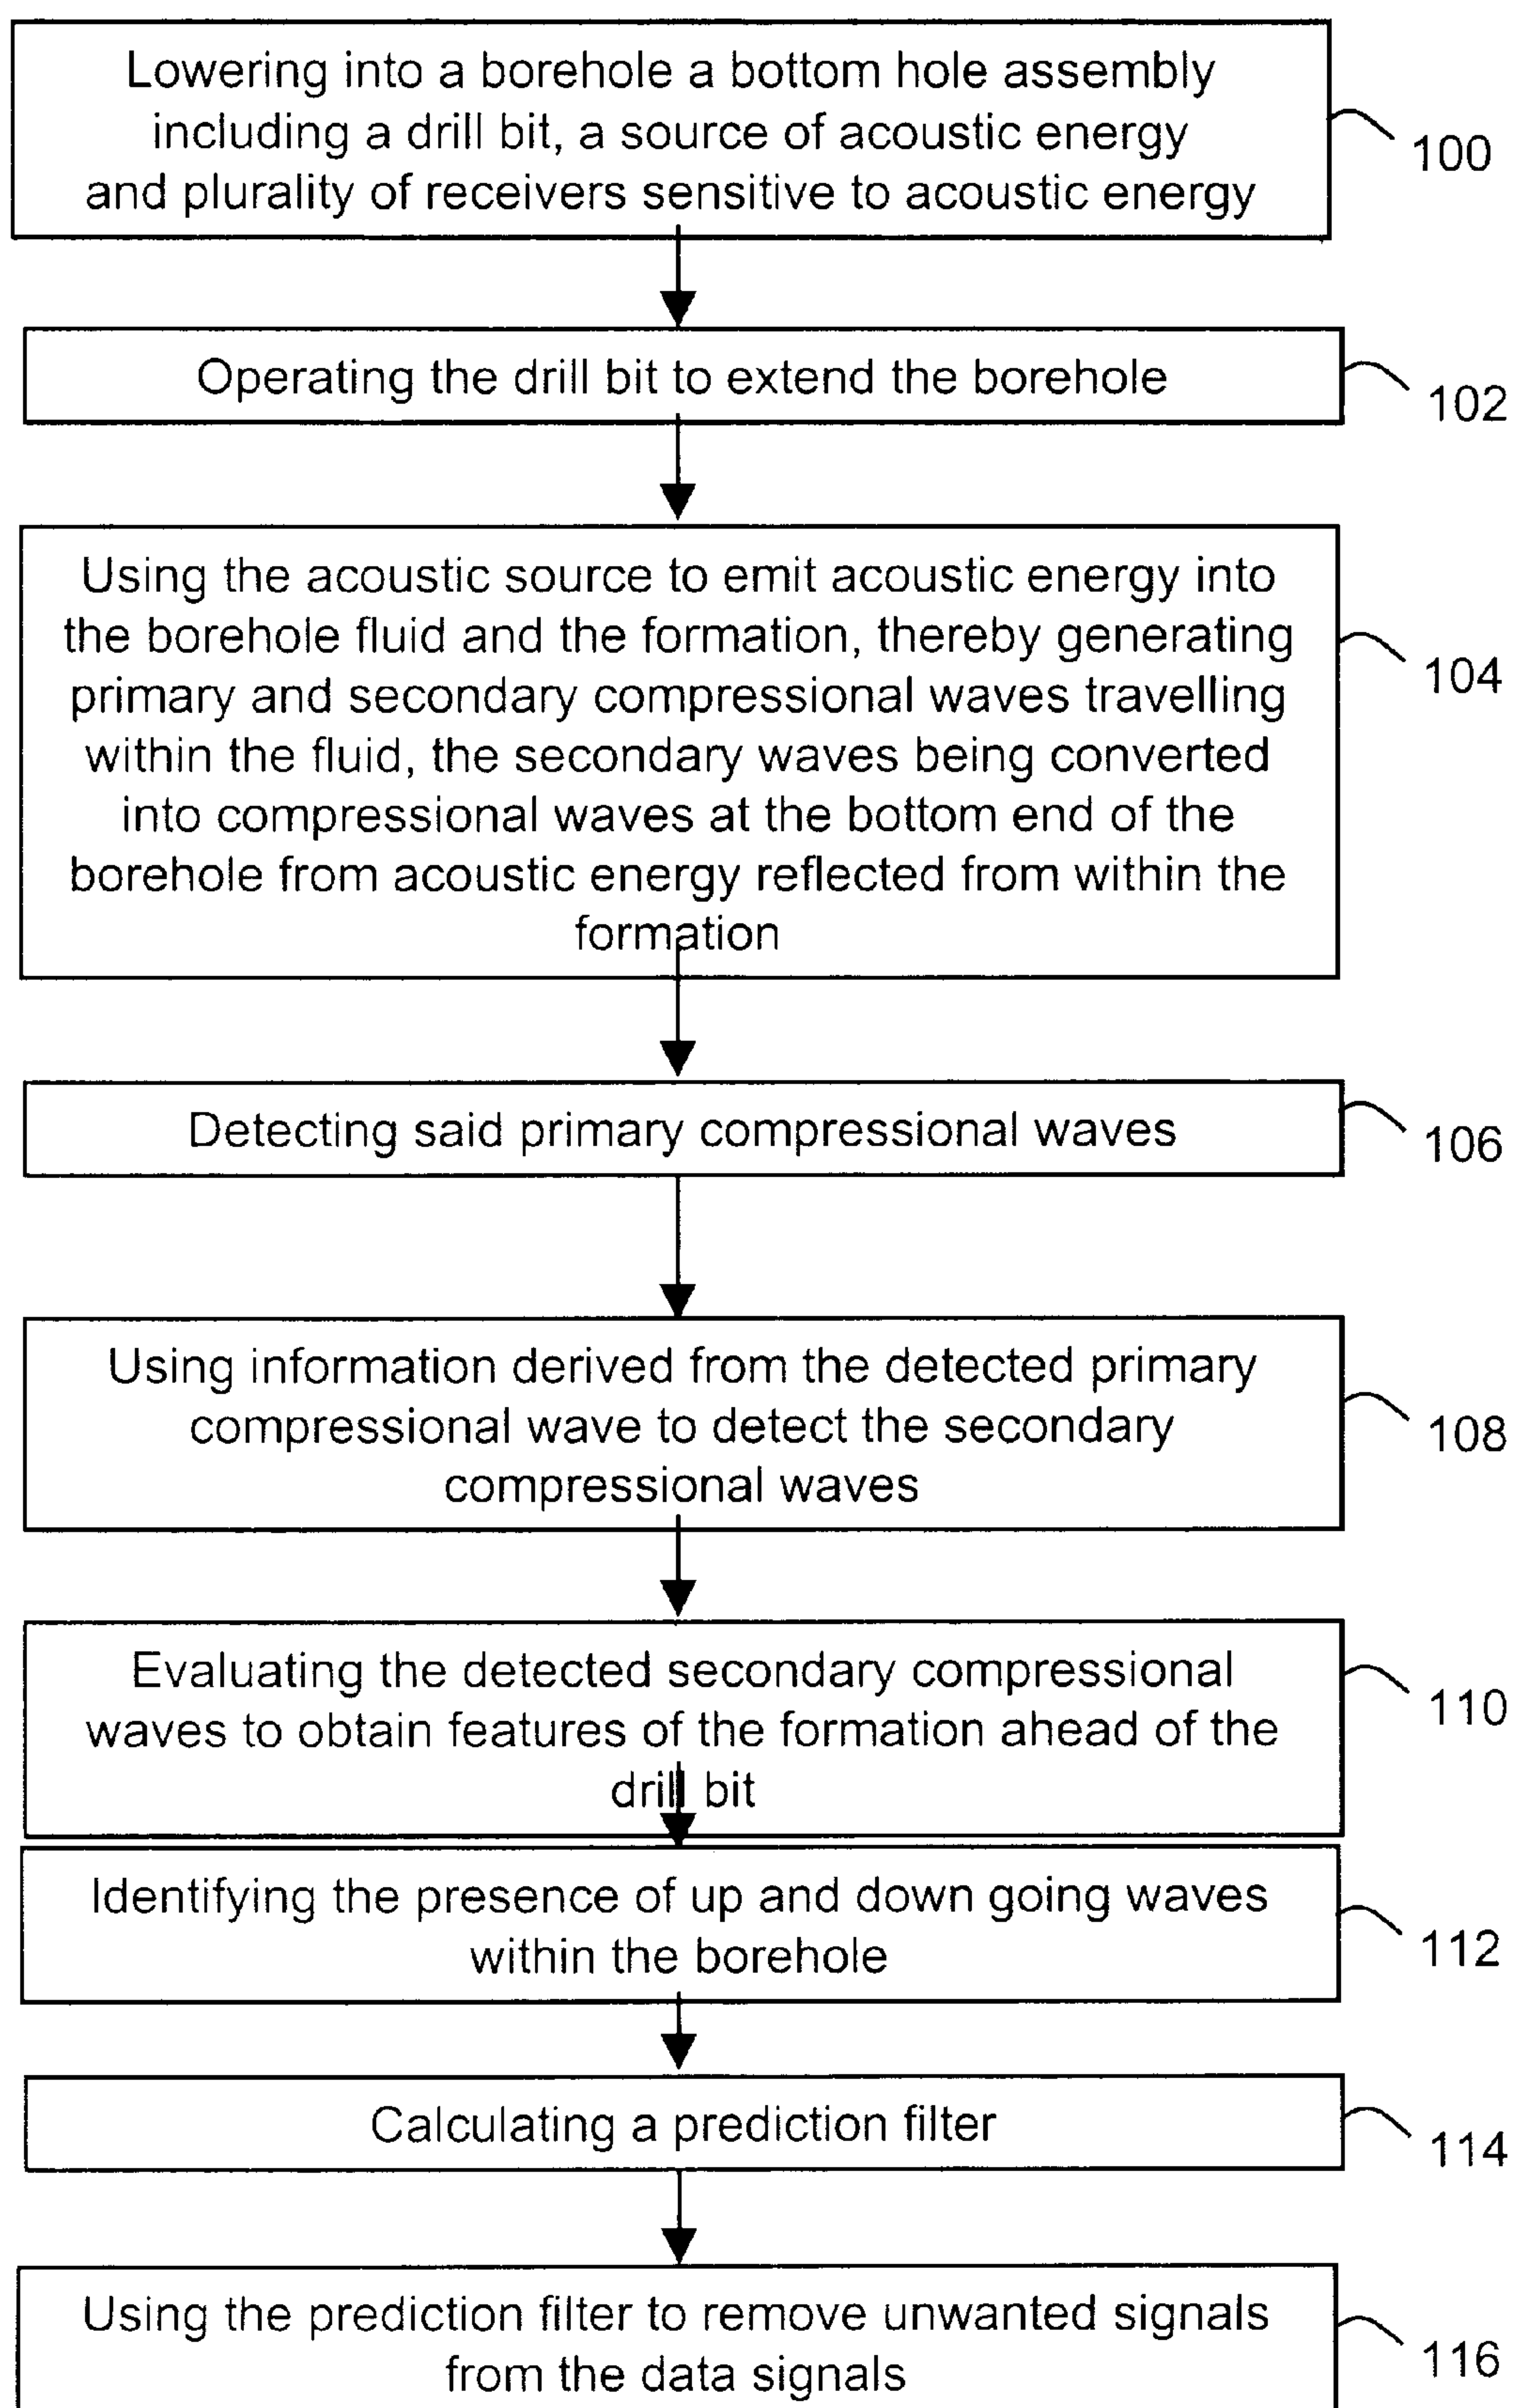 Lowering into a borehole a bottom hole assembly
including a drill bit, a source of acoustic energy
and plurality of receivers sensitive to acoustic energy
100
Operating the drill bit to extend the borehole
102
Using the acoustic source to emit acoustic energy into
the borehole fluid and the formation, thereby generating
primary and secondary compressional waves travelling
within the fluid, the secondary waves being converted
into compressional waves at the bottom end of the
borehole from acoustic energy reflected from within the
formation
104
Detecting said primary compressional waves
106
Using information derived from the detected primary
compressional wave to detect the secondary
compressional waves
108
Evaluating the detected secondary compressional
waves to obtain features of the formation ahead of the
drill bit
110
Identifying the presence of up and down going waves
within the borehole
112
Calculating a prediction filter
114
Using the prediction filter to remove unwanted signals
from the data signals
116